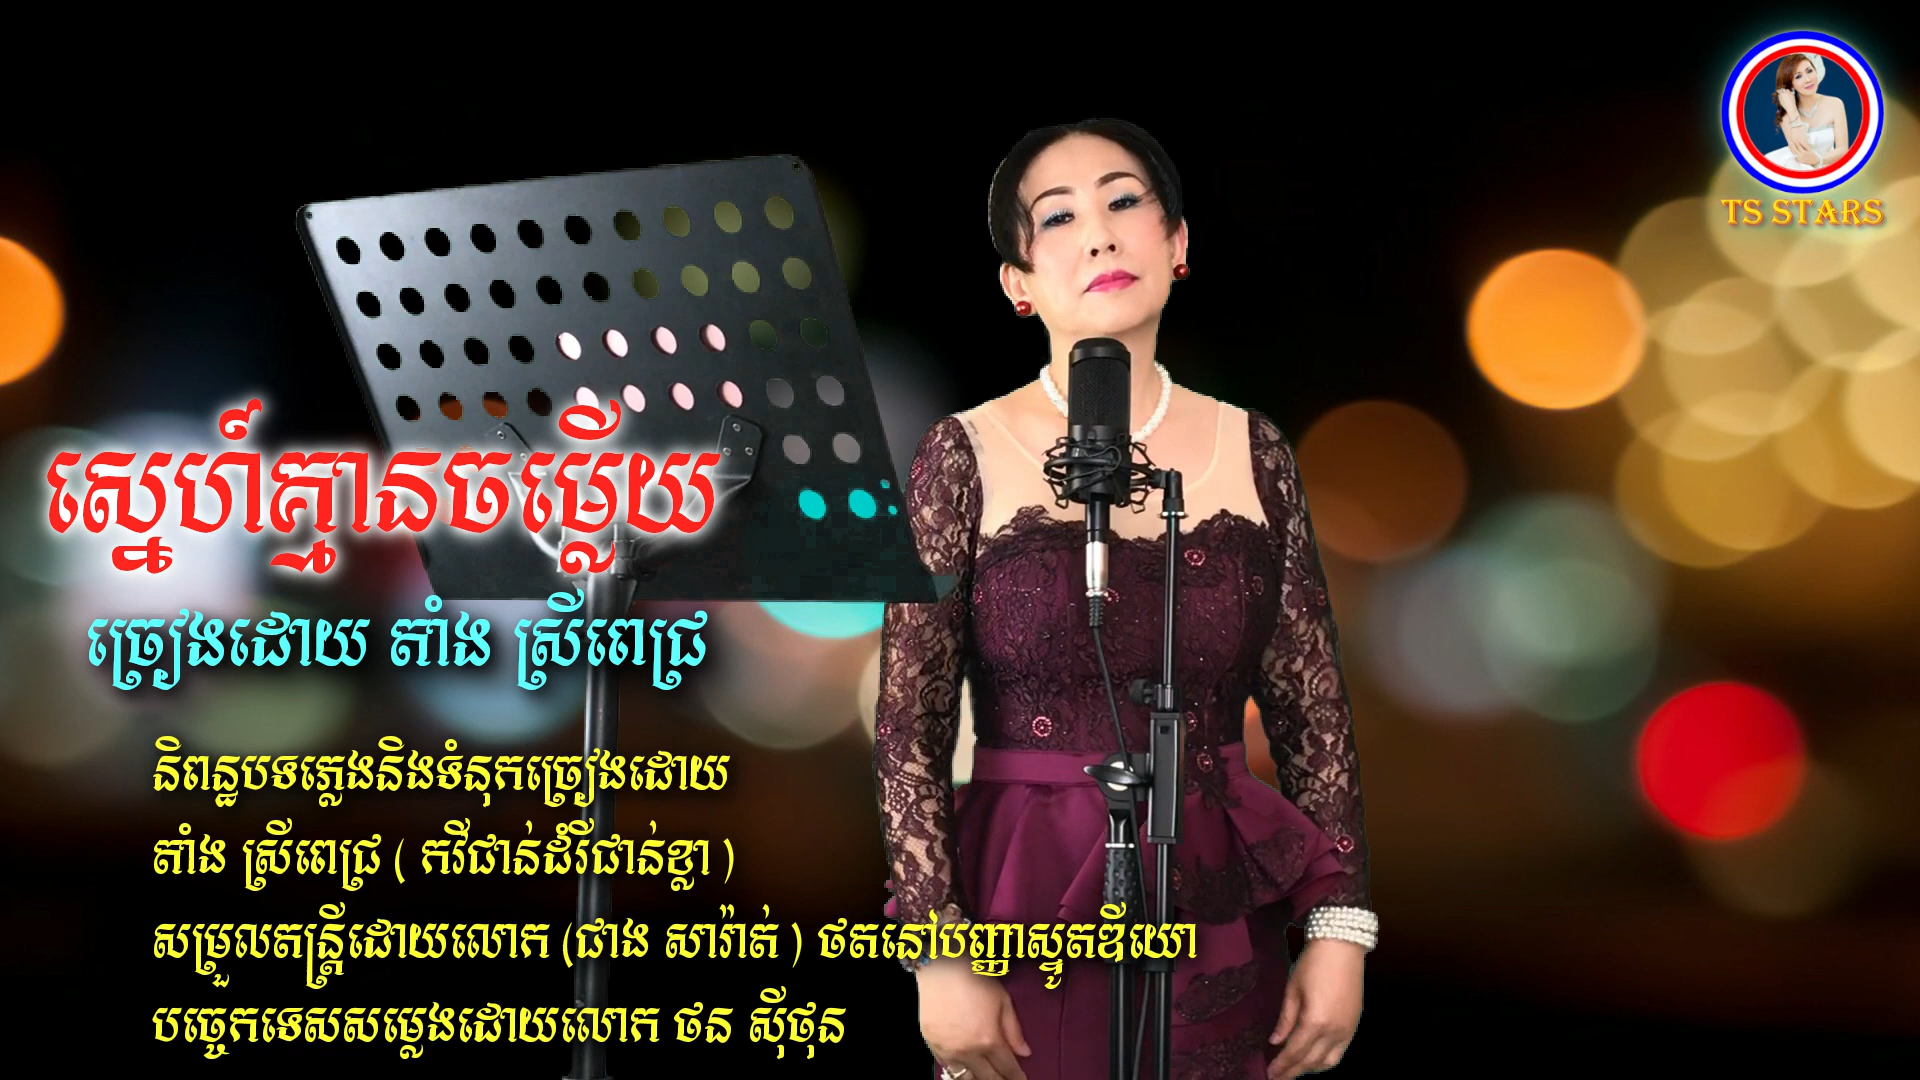 TS STARS
ស្នេហ៍គ្មានចម្លើយ
ច្រៀងដោយ តាំង ស្រីពេជ្រ
និពន្ឋបទភ្លេងនិងទំនុកច្រៀងដោយ
តាំង ស្រីពេជ្រ ( កវីជាន់ដំរីជាន់ខ្លា )
សម្រួលតន្ត្រីដោយលោក (ជាង សារ៉ាត់ ) ថតនៅបញ្ញាស្ទូតឌីយោ
បច្ចេកទេសសម្លេងដោយលោក ផន ស៊ីថុន